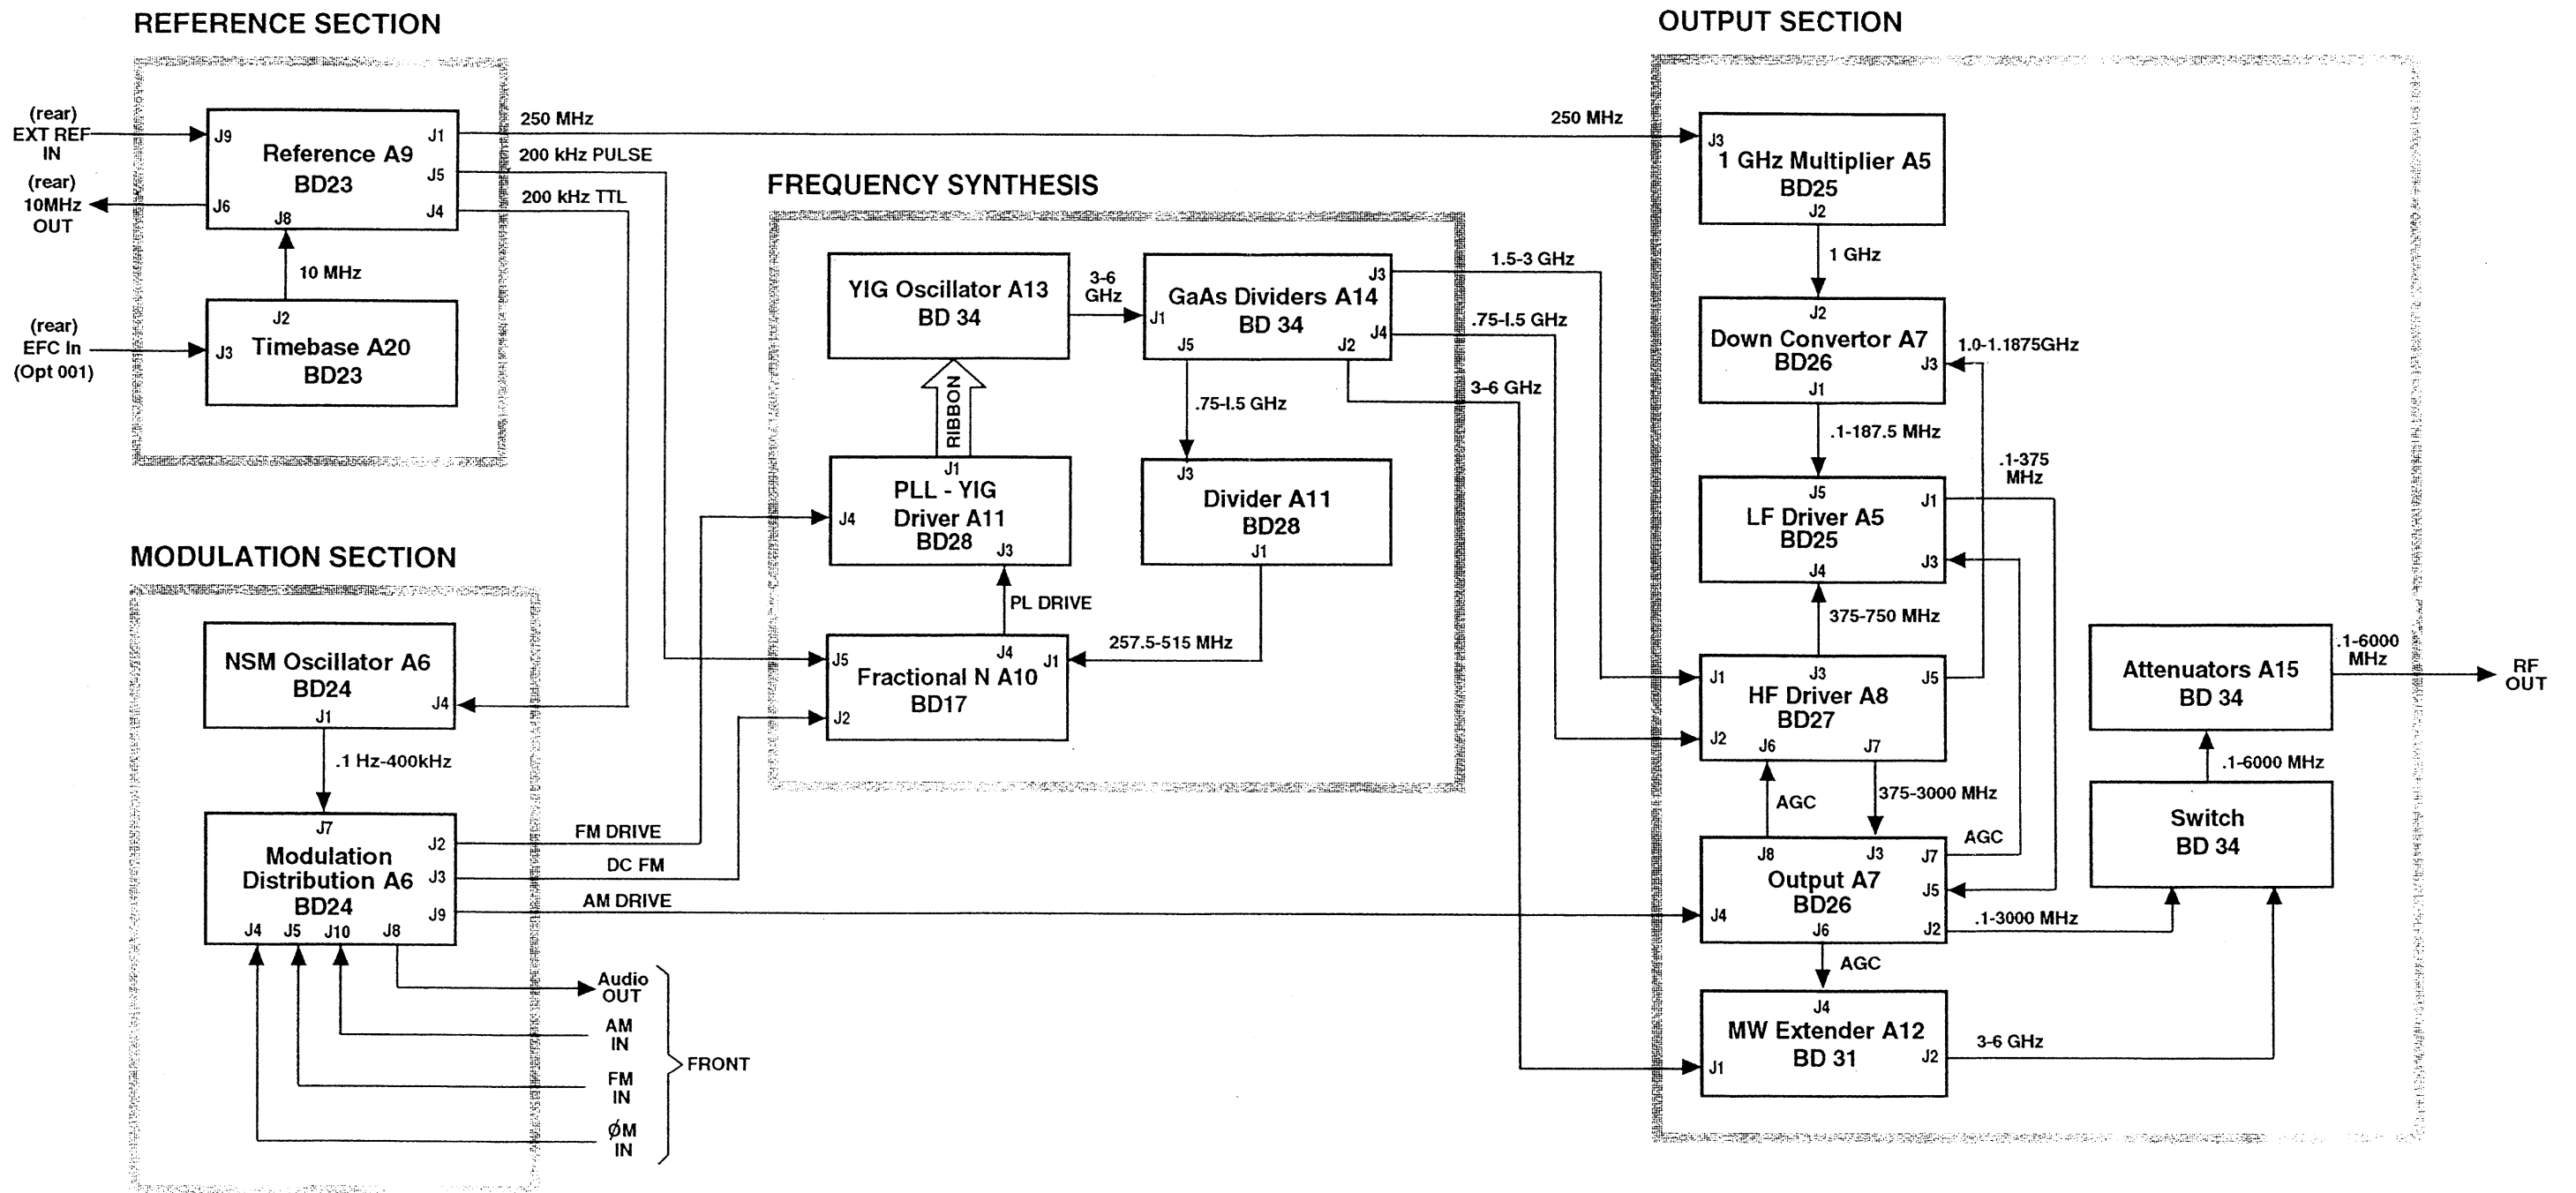 REFERENCE SECTION
(rear)
EXT REF
IN
(rear)
10MHz
OUT
J9
Reference A9
BD23
J1
J5
J4
J6
J8
10 MHz
(rear)
EFC In
(Opt 001)
J2
J3
Timebase A20
BD23
250 MHz
200 kHz PULSE
200 kHz TTL
250 MHz
MODULATION SECTION
NSM Oscillator A6
BD24
J4
J1
.1 Hz-400kHz
J7
Modulation
Distribution A6
BD24
J2
J3
J9
J4
J5
J10
J8
FM DRIVE
DC FM
AM DRIVE
Audio
OUT
AM
IN
FM
IN
ØM
IN
FRONT
FREQUENCY SYNTHESIS
YIG Oscillator A13
BD 34
3-6
GHz
J1
GaAs Dividers A14
BD 34
J3
J4
J5
J2
1.5-3 GHz
.75-I.5 GHz
3-6 GHz
RIBBON
.75-I.5 GHz
J1
PLL - YIG
Driver A11
BD28
J4
J3
J3
Divider A11
BD28
J1
PL DRIVE
257.5-515 MHz
J5
J4
J1
Fractional N A10
BD17
J2
OUTPUT SECTION
J3
1 GHz Multiplier A5
BD25
J2
1 GHz
J2
Down Convertor A7
BD26
J3
J1
1.0-1.1875GHz
.1-187.5 MHz
.1-375
MHz
J5
J1
LF Driver A5
BD25
J3
J4
375-750 MHz
J1
J3
J5
HF Driver A8
BD27
J2
J6
J7
AGC
375-3000 MHz
AGC
J8
J3
J7
Output A7
BD26
J5
J4
J6
J2
.1-3000 MHz
AGC
J4
MW Extender A12
BD 31
J1
J2
3-6 GHz
Attenuators A15
BD 34
.1-6000
MHz
RF
OUT
.1-6000 MHz
Switch
BD 34